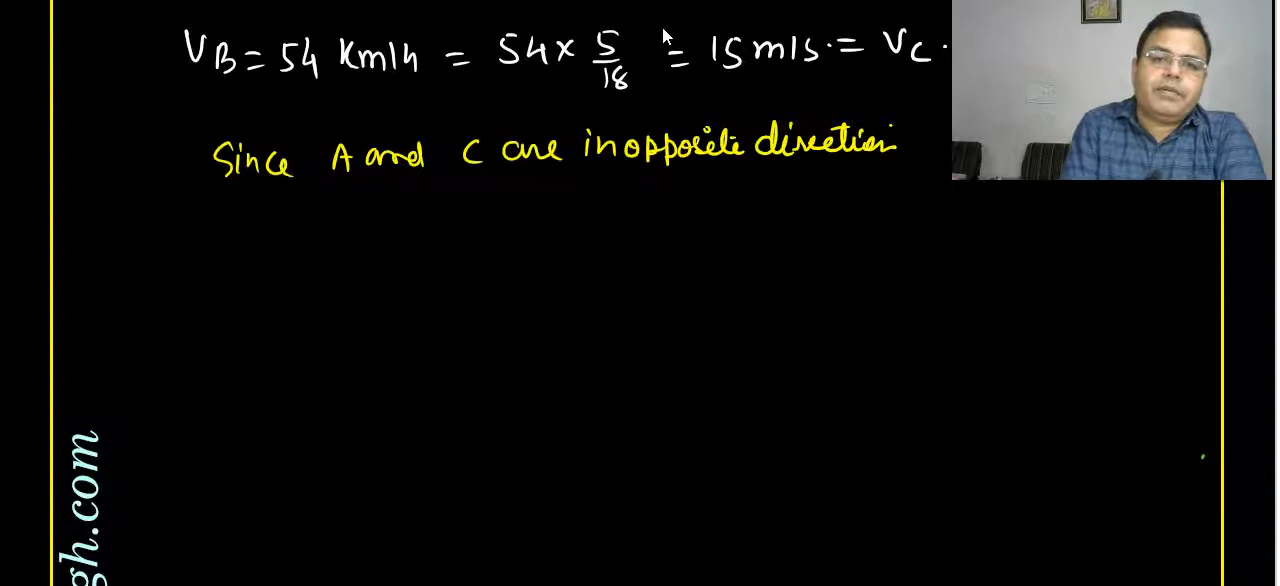 VB = 54 Km/h = 54 × 5/18 = 15 m/s. = VC.
Since A and C are in opposite direction
gh.com